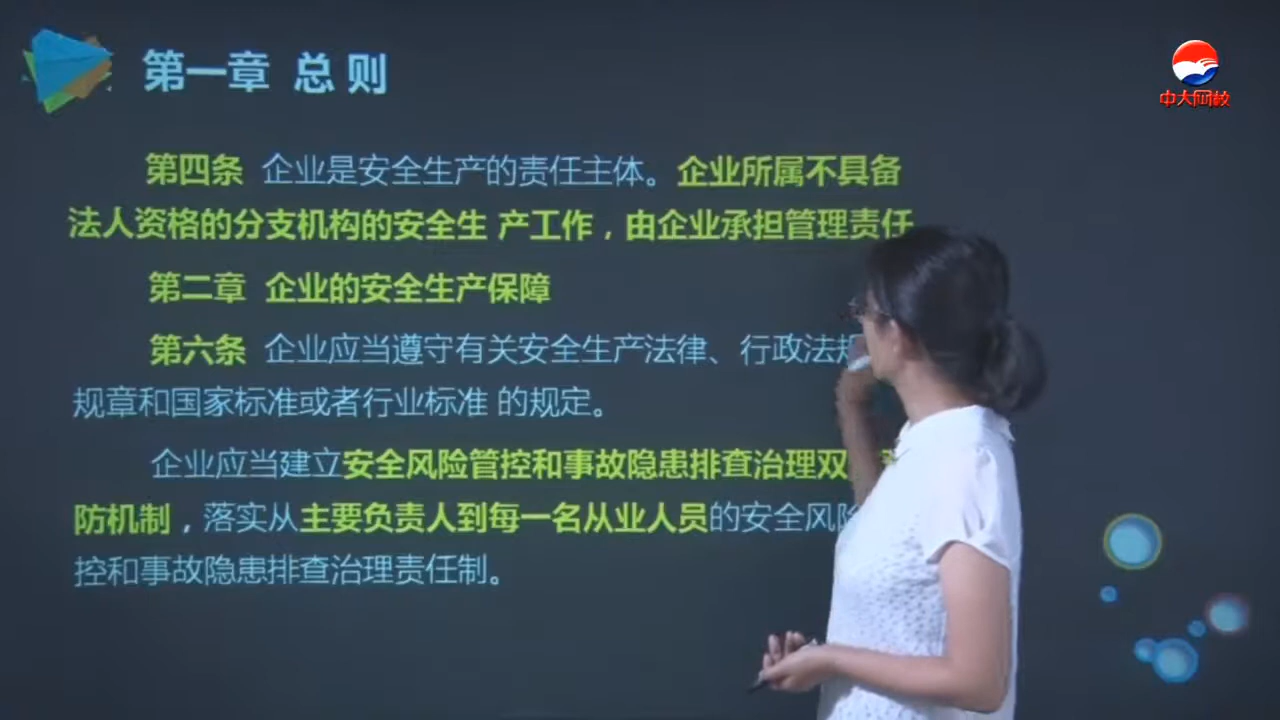 第一章 总则
中大网教
第四条 企业是安全生产的责任主体。企业所属不具备
法人资格的分支机构的安全生 产工作，由企业承担管理责任
第二章 企业的安全生产保障
第六条 企业应当遵守有关安全生产法律、行政法规
规章和国家标准或者行业标准 的规定。
企业应当建立安全风险管控和事故隐患排查治理双
防机制，落实从主要负责人到每一名从业人员的安全风险
控和事故隐患排查治理责任制。